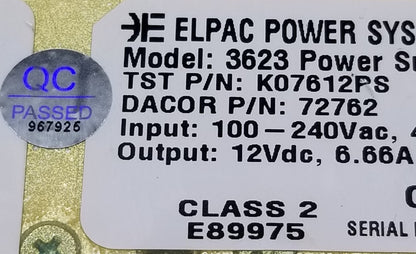 ELPAC POWER SYS
Model: 3623 Power Su
TST P/N: K07612PS
DACOR P/N: 72762
Input: 100-240Vac, 4
Output: 12Vdc, 6.66A
CLASS 2
E89975
SERIAL
QC
PASSED
967925